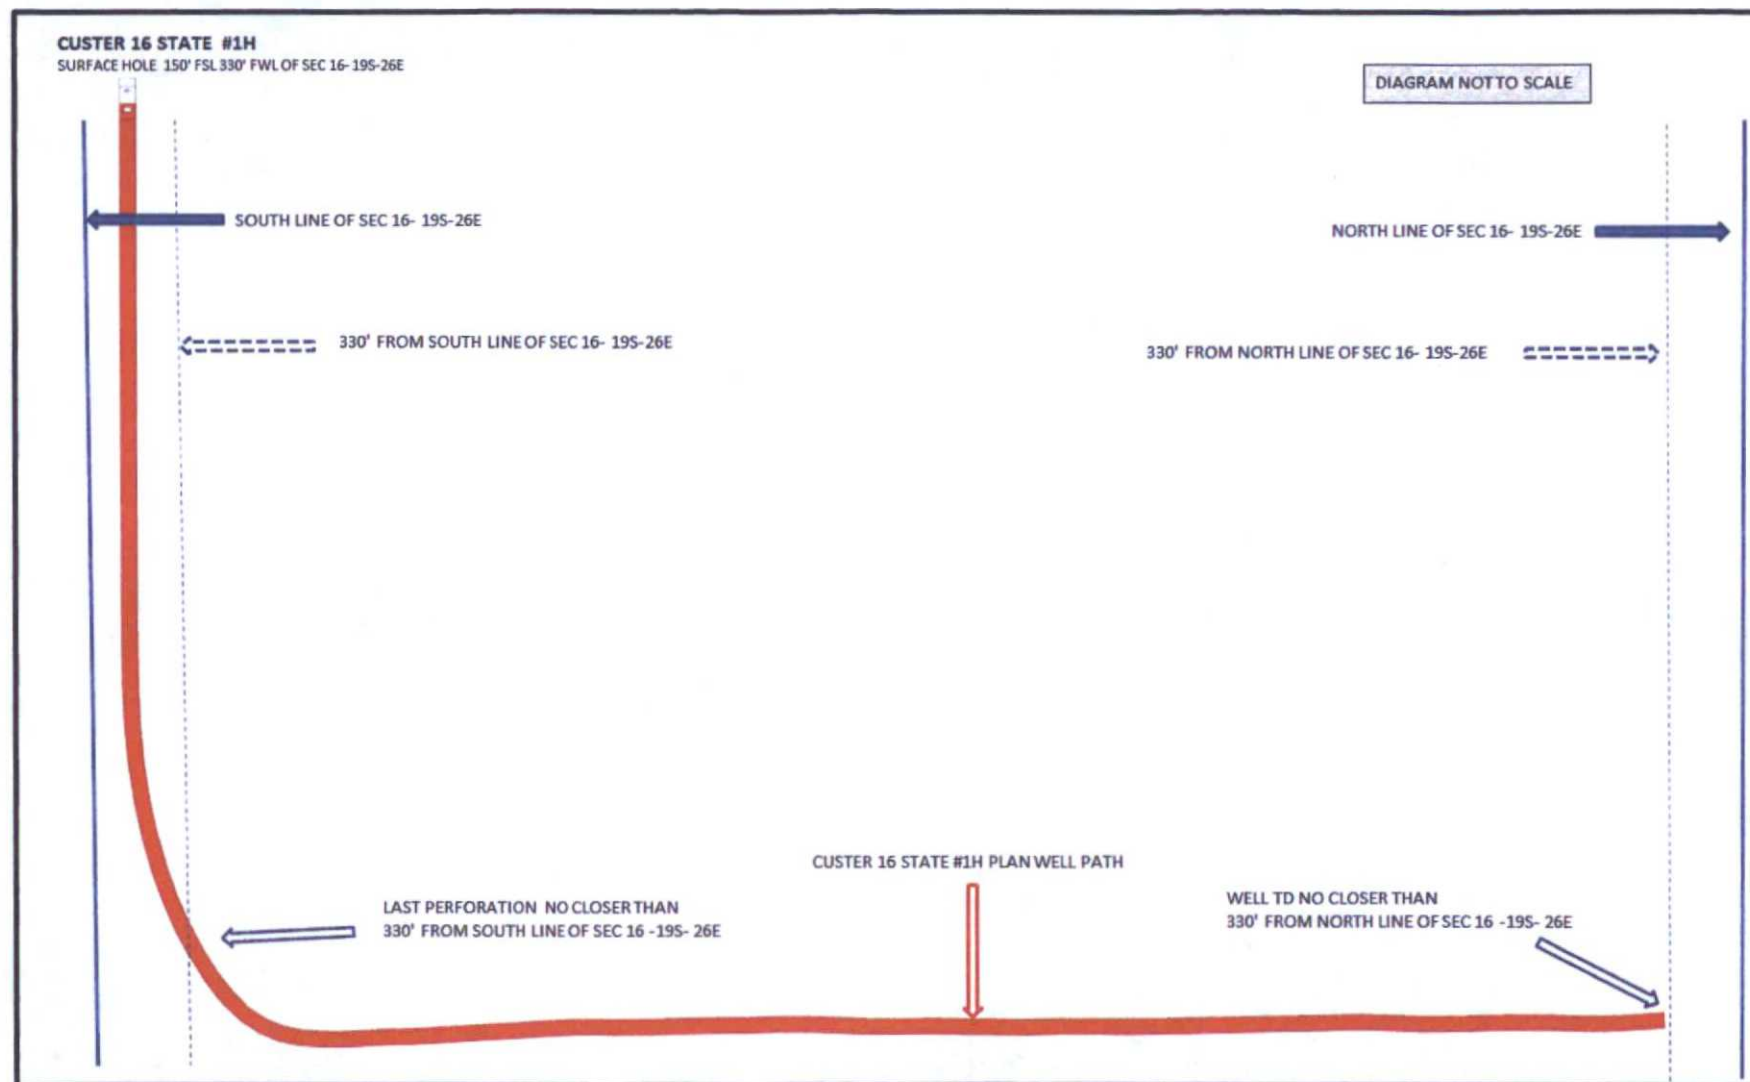 CUSTER 16 STATE #1H
SURFACE HOLE 150' FSL 330' FWL OF SEC 16- 19S-26E
DIAGRAM NOT TO SCALE
SOUTH LINE OF SEC 16- 19S-26E
NORTH LINE OF SEC 16- 19S-26E
330' FROM SOUTH LINE OF SEC 16- 19S-26E
330' FROM NORTH LINE OF SEC 16- 19S-26E
CUSTER 16 STATE #1H PLAN WELL PATH
LAST PERFORATION NO CLOSER THAN
330' FROM SOUTH LINE OF SEC 16 -19S- 26E
WELL TD NO CLOSER THAN
330' FROM NORTH LINE OF SEC 16 -19S- 26E